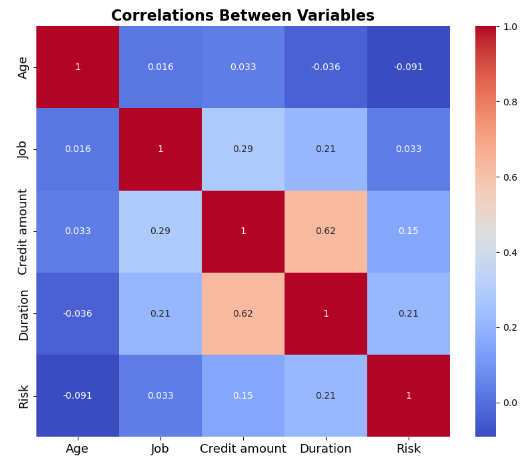 Correlations Between Variables
Age 1 0.016 0.033 -0.036 -0.091
Job 0.016 1 0.29 0.21 0.033
Credit amount 0.033 0.29 1 0.62 0.15
Duration -0.036 0.21 0.62 1 0.21
Risk -0.091 0.033 0.15 0.21 1
Age Job Credit amount Duration Risk
1.0
0.8
0.6
0.4
0.2
0.0